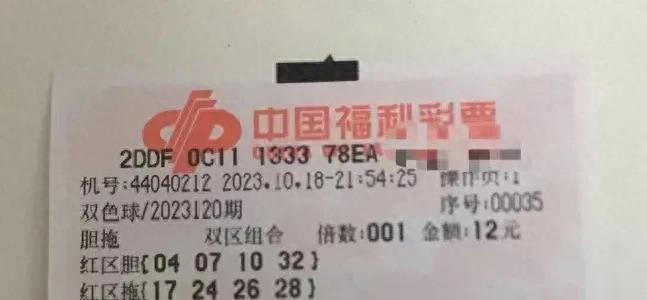 中国福利彩票
2DDF 0C11 1333 78EA
机号:44040212 2023.10.18-21:54:25 操作员:1
双色球/2023120期 序号:00035
胆拖 双区组合 倍数:001 金额:12元
红区胆{04 07 10 32}
红区拖{17 24 26 28}